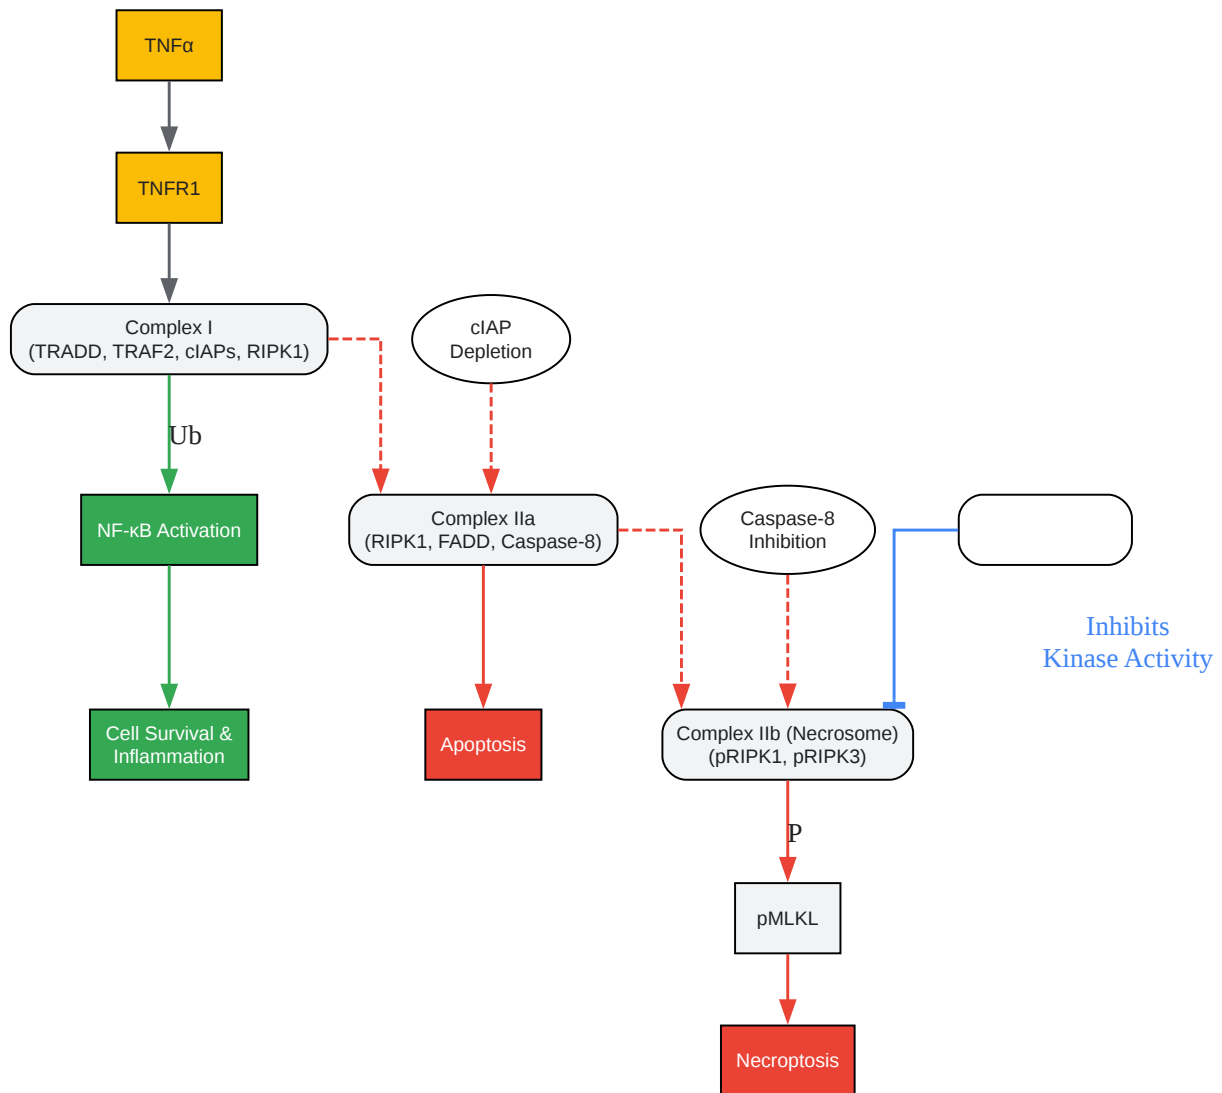 TNFα
TNFR1
Complex I
(TRADD, TRAF2, cIAPs, RIPK1)
cIAP
Depletion
Ub
NF-κB Activation
Complex IIa
(RIPK1, FADD, Caspase-8)
Caspase-8
Inhibition
Inhibits
Kinase Activity
Cell Survival &
Inflammation
Apoptosis
Complex IIb (Necrosome)
(pRIPK1, pRIPK3)
P
pMLKL
Necroptosis